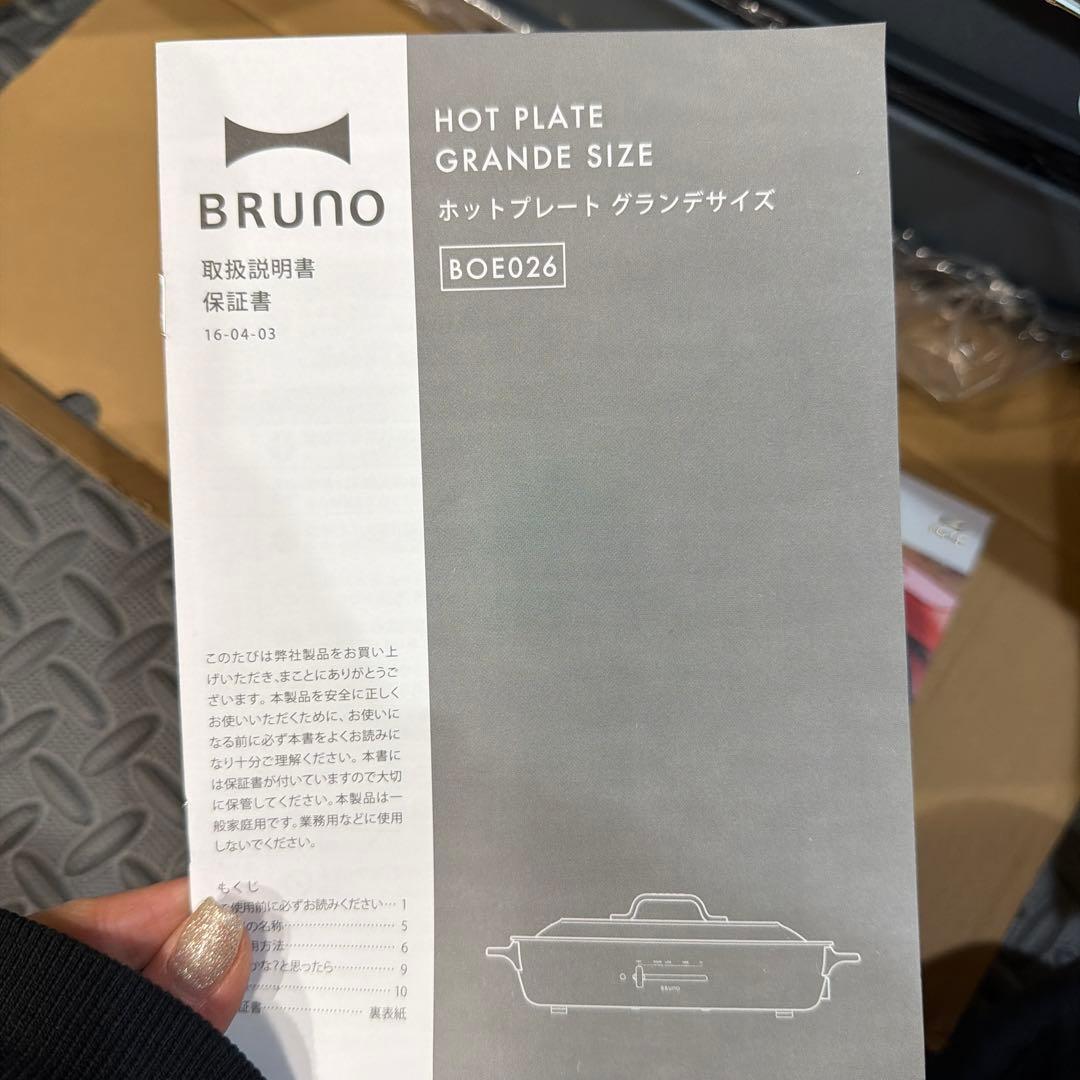 BRUNO
取扱説明書
保証書
16-04-03
HOT PLATE
GRANDE SIZE
ホットプレート グランデサイズ
BOE026
このたびは弊社製品をお買い上
げいただき、まことにありがとうご
ざいます。本製品を安全に正しく
お使いいただくために、お使いに
なる前に必ず本書をよくお読みに
なり十分ご理解ください。本書に
は保証書が付いていますので大切
に保管してください。本製品は一
般家庭用です。業務用などに使用
しないでください。
もくじ
使用前に必ずお読みください… 1
の名称…………………… 5
用方法…………………… 6
かな?と思ったら…………… 9
…………………… 10
証書…………………… 裏表紙
BRUNO